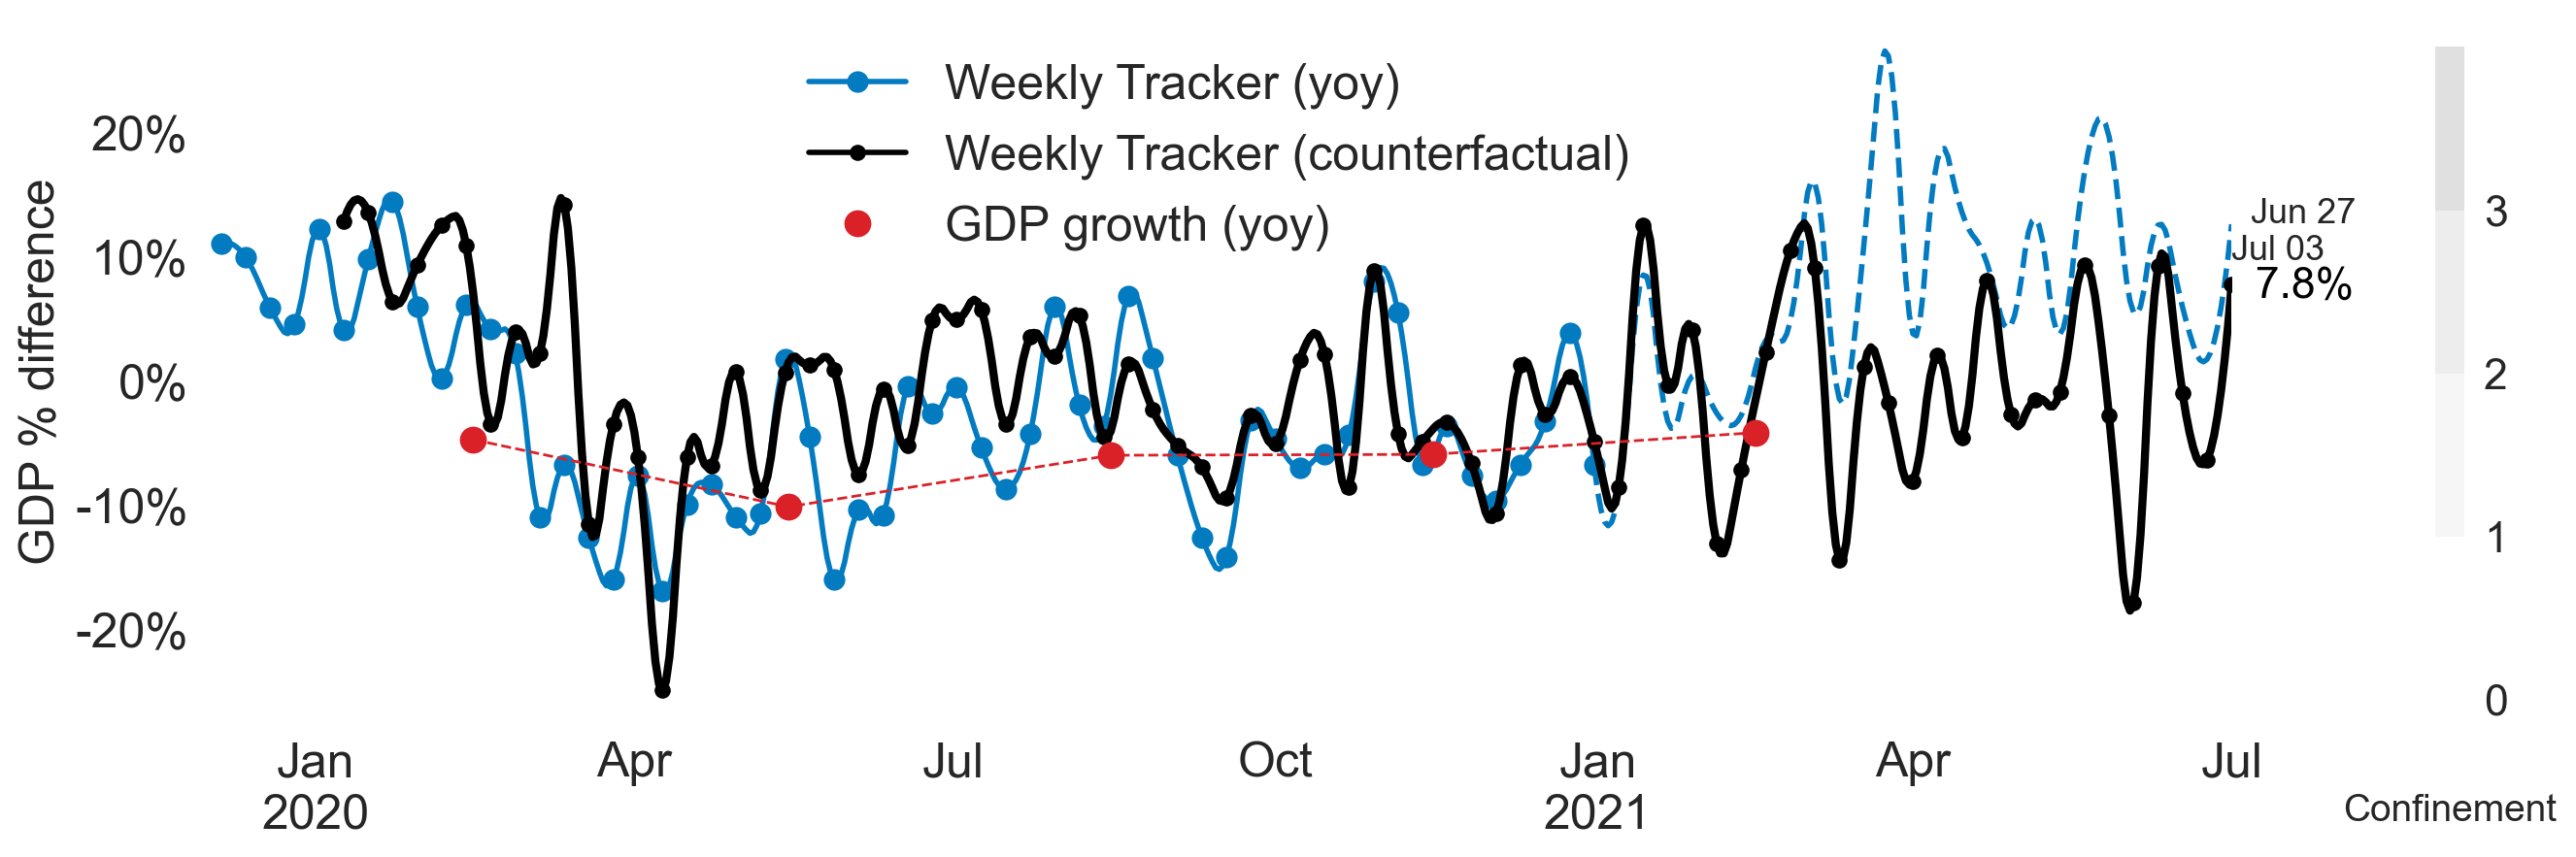 Weekly Tracker (yoy)
Weekly Tracker (counterfactual)
GDP growth (yoy)
GDP % difference
20%
10%
0%
-10%
-20%
Jun 27
Jul 03
7.8%
3
2
1
0
Jan Apr Jul Oct Jan Apr Jul
2020 2021
Confinement